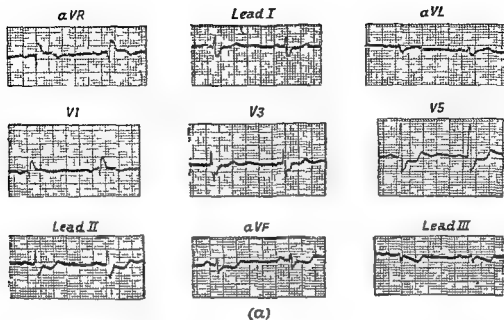 aVR Lead I aVL
V1 V3 V5
Lead II aVF Lead III
(a)